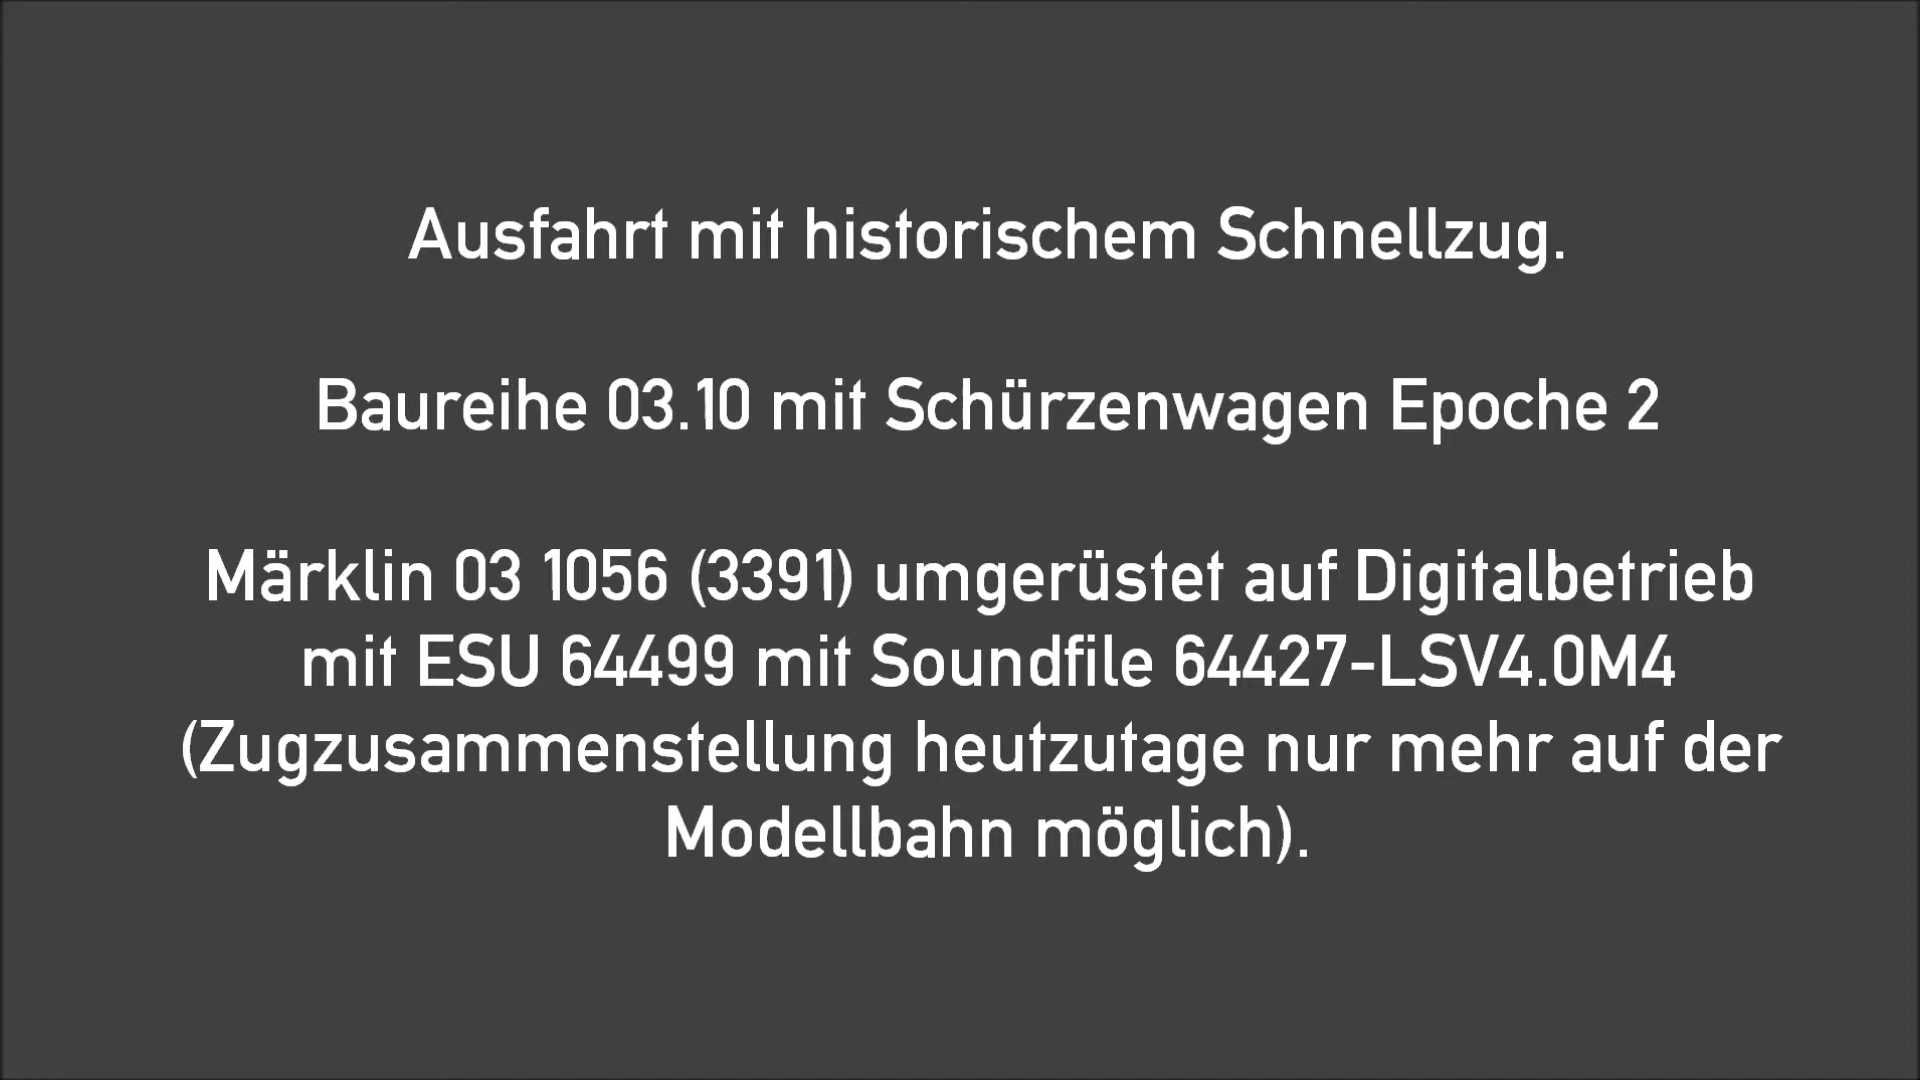 Ausfahrt mit historischem Schnellzug.
Baureihe 03.10 mit Schürzenwagen Epoche 2
Märklin 03 1056 (3391) umgerüstet auf Digitalbetrieb
mit ESU 64499 mit Soundfile 64427-LSV4.0M4
(Zugzusammenstellung heutzutage nur mehr auf der
Modellbahn möglich).